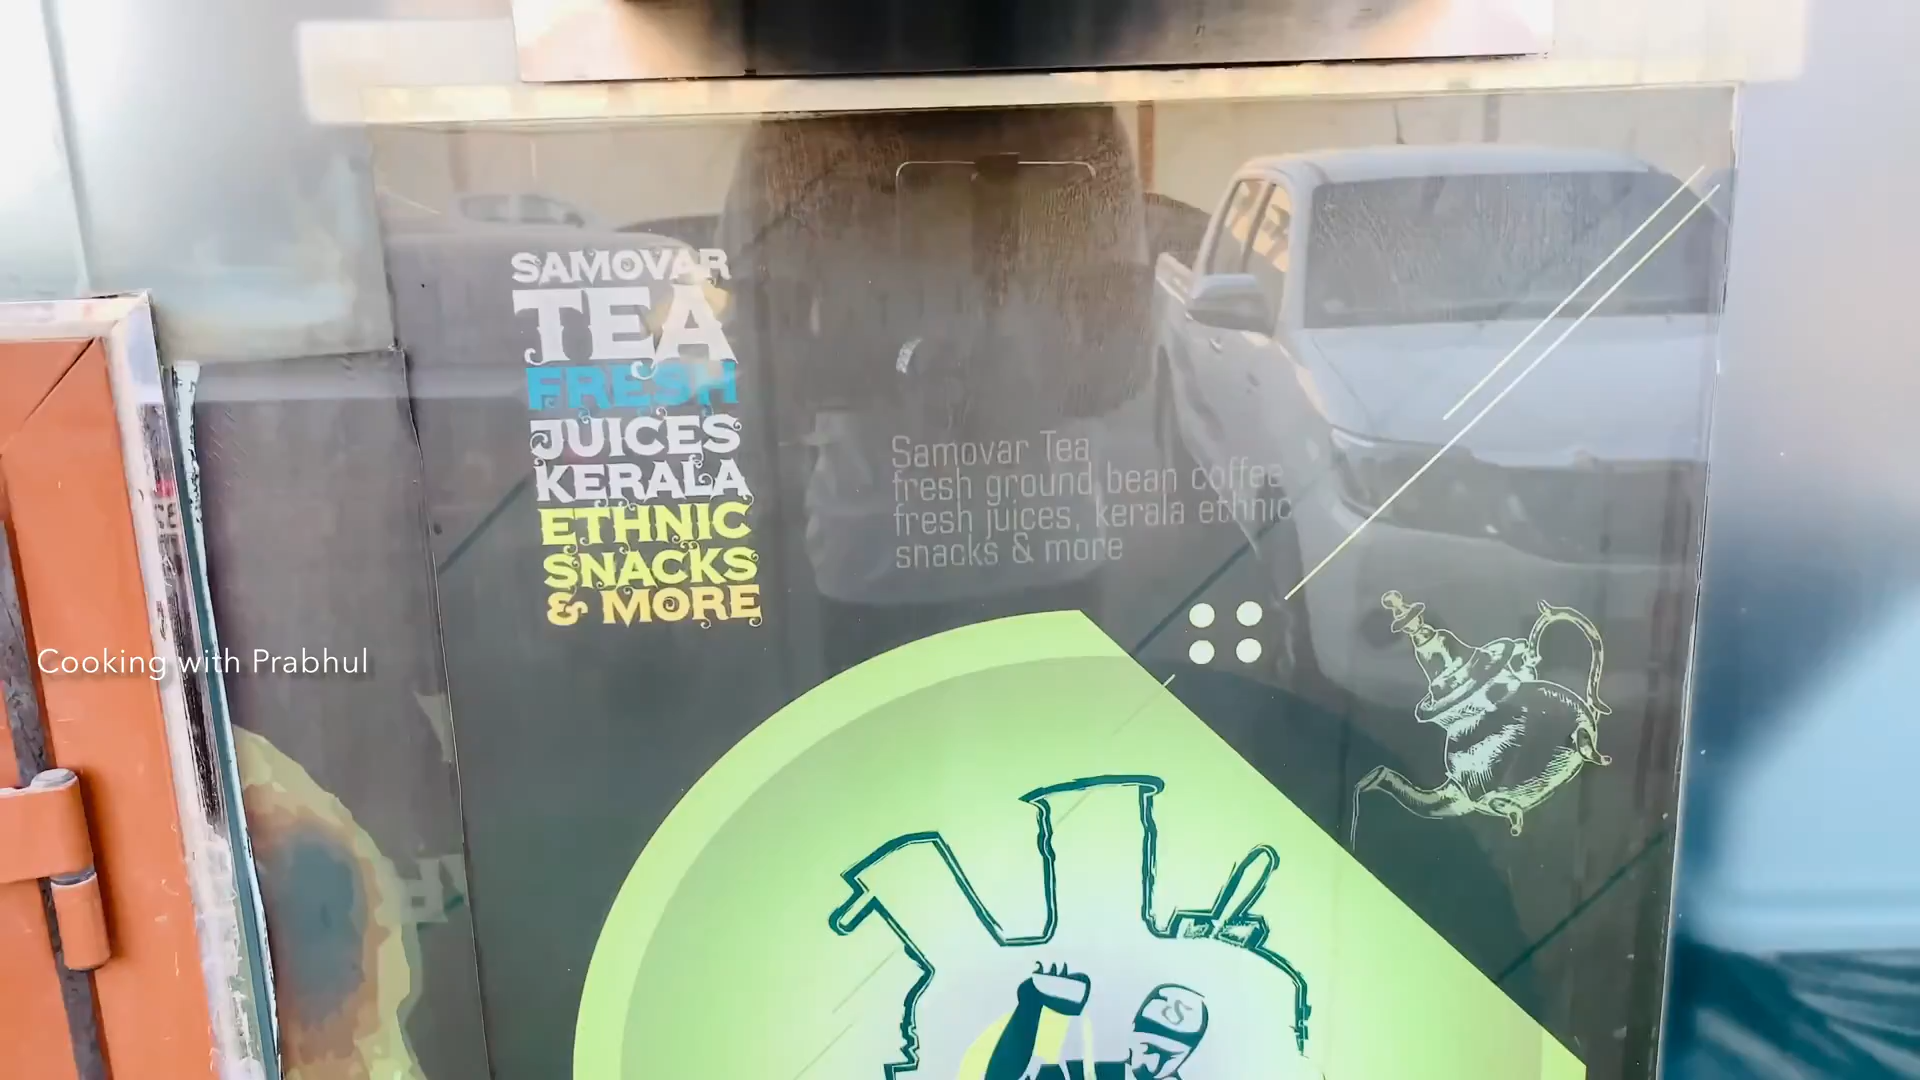 SAMOVAR
TEA
FRESH
JUICES
KERALA
ETHNIC
SNACKS
& MORE
Samovar Tea
fresh ground bean coffee
fresh juices, kerala ethnic
snacks & more
Cooking with Prabhul
S